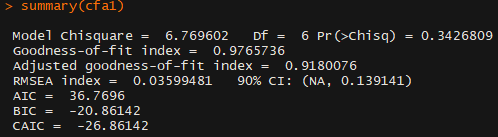 > summary(cfa1)
Model Chisquare =  6.769602   Df =  6 Pr(>Chisq) = 0.3426809
Goodness-of-fit index =  0.9765736
Adjusted goodness-of-fit index =  0.9180076
RMSEA index =  0.03599481   90% CI: (NA, 0.139141)
AIC =  36.7696
BIC =  -20.86142
CAIC =  -26.86142